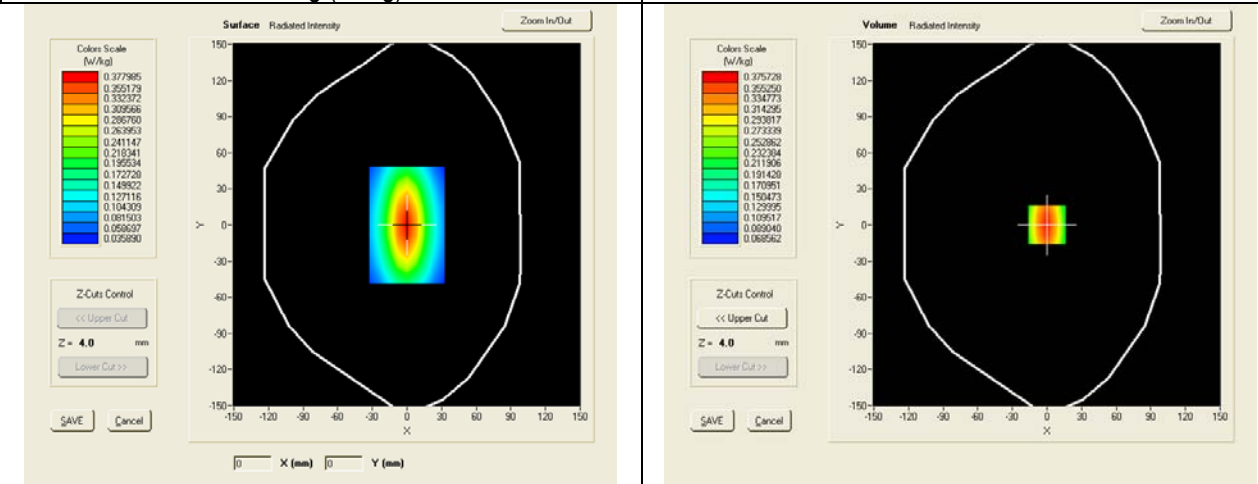 Surface Radiated Intensity
Zoom In/Out
Colors Scale
(W/kg)
0.377985
0.355179
0.332372
0.309566
0.286760
0.263953
0.241147
0.218341
0.195534
0.172728
0.149922
0.127116
0.104309
0.081503
0.058697
0.035890
150
120
90
60
30
0
-30
-60
-90
-120
-150
Y
-150 -120 -90 -60 -30 0 30 60 90 120 150
X
Z-Cuts Control
<< Upper Cut
Z = 4.0 mm
Lower Cut >>
SAVE Cancel
0 X (mm) 0 Y (mm)
Volume Radiated Intensity
Zoom In/Out
Colors Scale
(W/kg)
0.375728
0.355250
0.334773
0.314295
0.293817
0.273339
0.252862
0.232384
0.211906
0.191428
0.170951
0.150473
0.129995
0.109517
0.089040
0.068562
150
120
90
60
30
0
-30
-60
-90
-120
-150
Y
-150 -120 -90 -60 -30 0 30 60 90 120 150
X
Z-Cuts Control
<< Upper Cut
Z = 4.0 mm
Lower Cut >>
SAVE Cancel